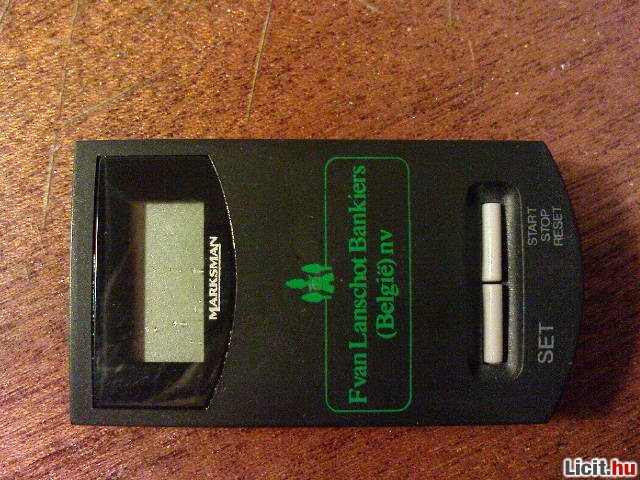 MARKSMAN
F van Lanschot Bankiers
(België) nv
SET
START
STOP
RESET
Licit.hu